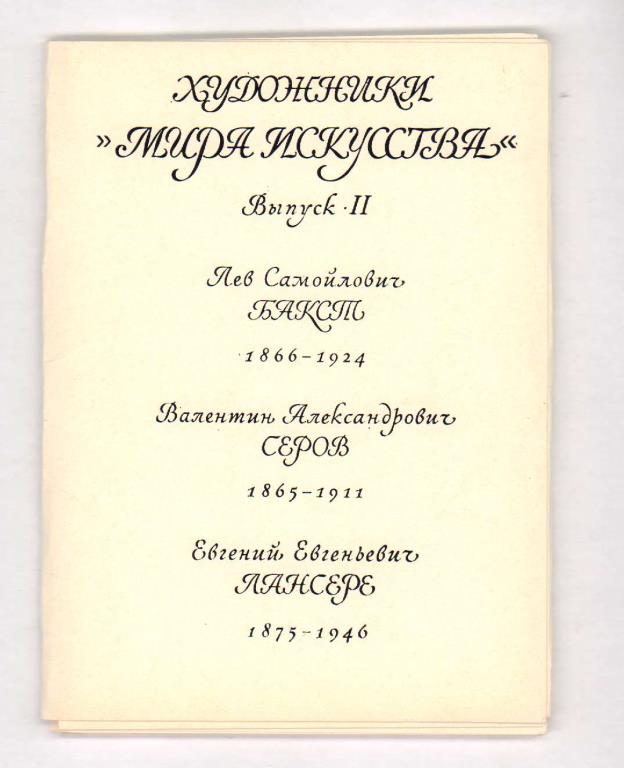 ХУДОЖНИКИ
»МИРА ИСКУССТВА«
Выпуск·II
Лев Самойлович
БАКСТ
1866–1924
Валентин Александрович
СЕРОВ
1865–1911
Евгений Евгеньевич
ЛАНСЕРЕ
1875–1946